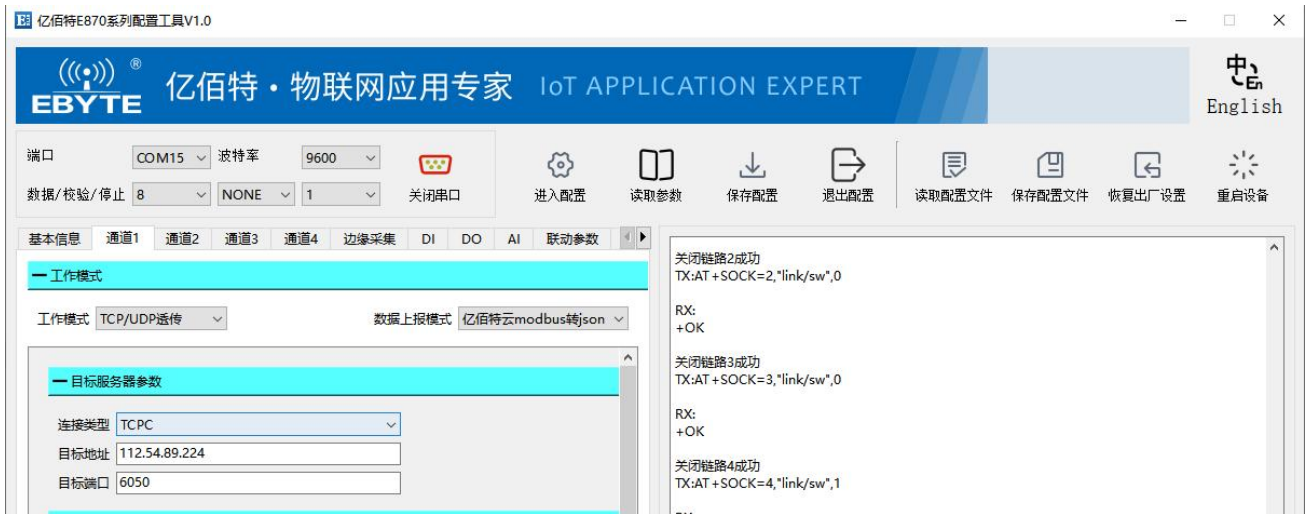 亿佰特E870系列配置工具V1.0
EBYTE ® 亿佰特·物联网应用专家 IoT APPLICATION EXPERT
中 En
English
端口 COM15 波特率 9600
数据/校验/停止 8 NONE 1
关闭串口 进入配置 读取参数 保存配置 退出配置 读取配置文件 保存配置文件 恢复出厂设置 重启设备
基本信息 通道1 通道2 通道3 通道4 边缘采集 DI DO AI 联动参数
工作模式
工作模式 TCP/UDP透传 数据上报模式 亿佰特云modbus转json
目标服务器参数
连接类型 TCPC
目标地址 112.54.89.224
目标端口 6050
关闭链路2成功
TX:AT+SOCK=2,"link/sw",0
RX:
+OK
关闭链路3成功
TX:AT+SOCK=3,"link/sw",0
RX:
+OK
关闭链路4成功
TX:AT+SOCK=4,"link/sw",1